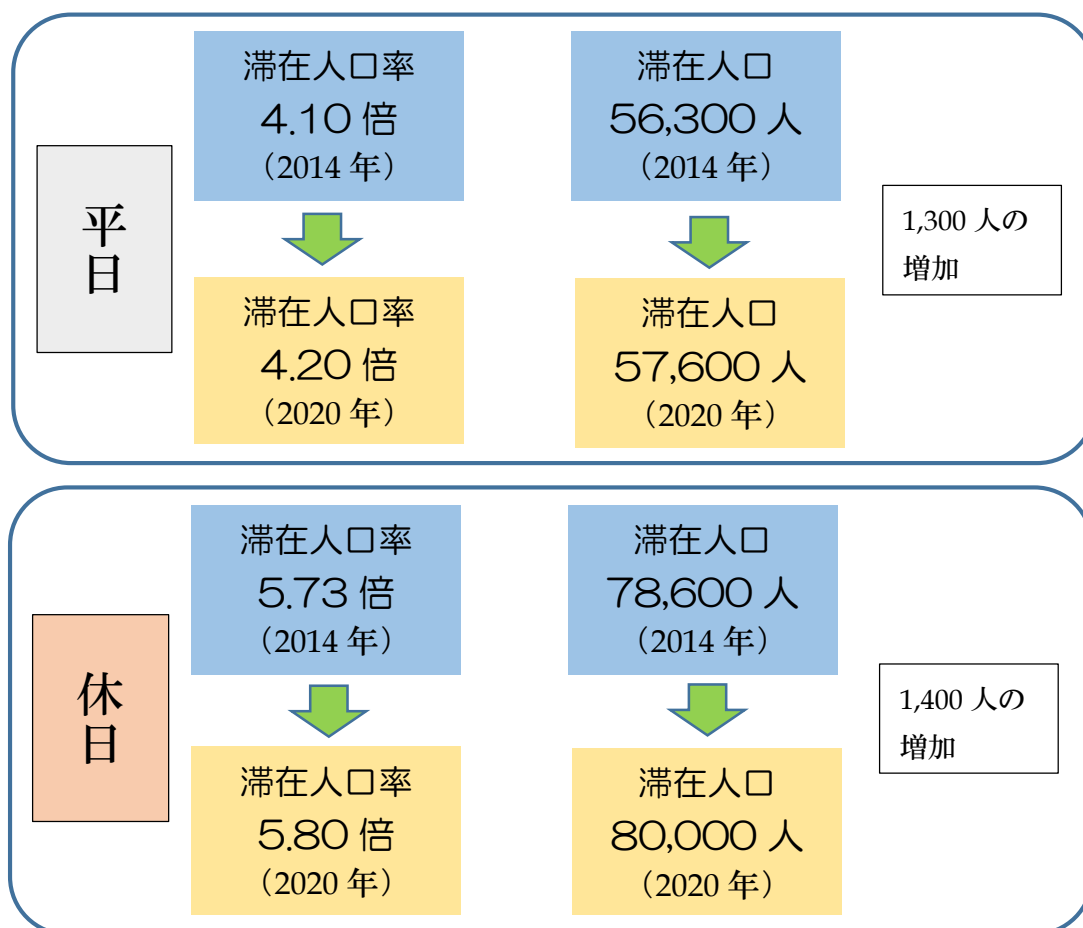 平日
滞在人口率
4.10 倍
（2014 年）
滞在人口
56,300 人
（2014 年）
滞在人口率
4.20 倍
（2020 年）
滞在人口
57,600 人
（2020 年）
1,300 人の
増加
休日
滞在人口率
5.73 倍
（2014 年）
滞在人口
78,600 人
（2014 年）
滞在人口率
5.80 倍
（2020 年）
滞在人口
80,000 人
（2020 年）
1,400 人の
増加